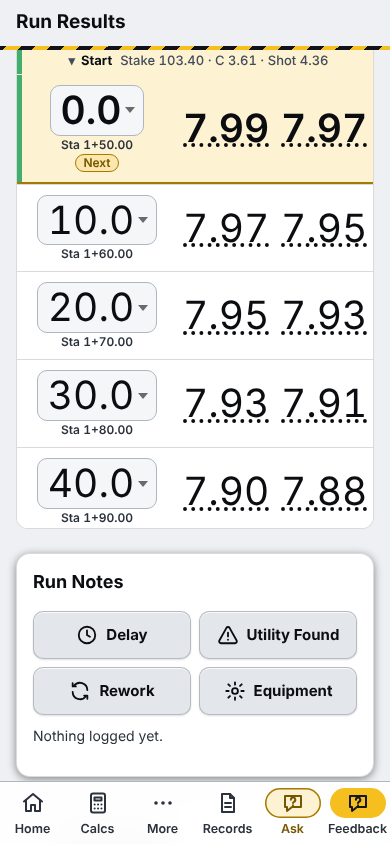 Run Results
▼ Start Stake 103.40 · C 3.61 · Shot 4.36
0.0 7.99 7.97
Sta 1+50.00
Next
10.0 7.97 7.95
Sta 1+60.00
20.0 7.95 7.93
Sta 1+70.00
30.0 7.93 7.91
Sta 1+80.00
40.0 7.90 7.88
Sta 1+90.00
Run Notes
Delay Utility Found
Rework Equipment
Nothing logged yet.
Home Calcs More Records Ask Feedback